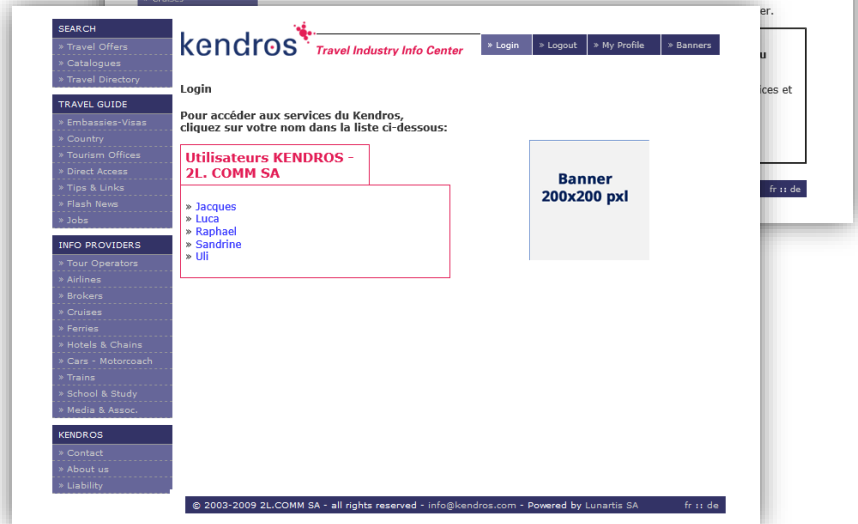 SEARCH
» Travel Offers
» Catalogues
» Travel Directory
TRAVEL GUIDE
» Embassies-Visas
» Country
» Tourism Offices
» Direct Access
» Tips & Links
» Flash News
» Jobs
INFO PROVIDERS
» Tour Operators
» Airlines
» Brokers
» Cruises
» Ferries
» Hotels & Chains
» Cars - Motorcoach
» Trains
» School & Study
» Media & Assoc.
KENDROS
» Contact
» About us
» Liability
kendros Travel Industry Info Center
» Login » Logout » My Profile » Banners
Login
Pour accéder aux services du Kendros,
cliquez sur votre nom dans la liste ci-dessous:
Utilisateurs KENDROS -
2L. COMM SA
» Jacques
» Luca
» Raphael
» Sandrine
» Uli
Banner
200x200 pxl
© 2003-2009 2L.COMM SA - all rights reserved - info@kendros.com - Powered by Lunartis SA fr :: de
er.
u
ices et
fr :: de